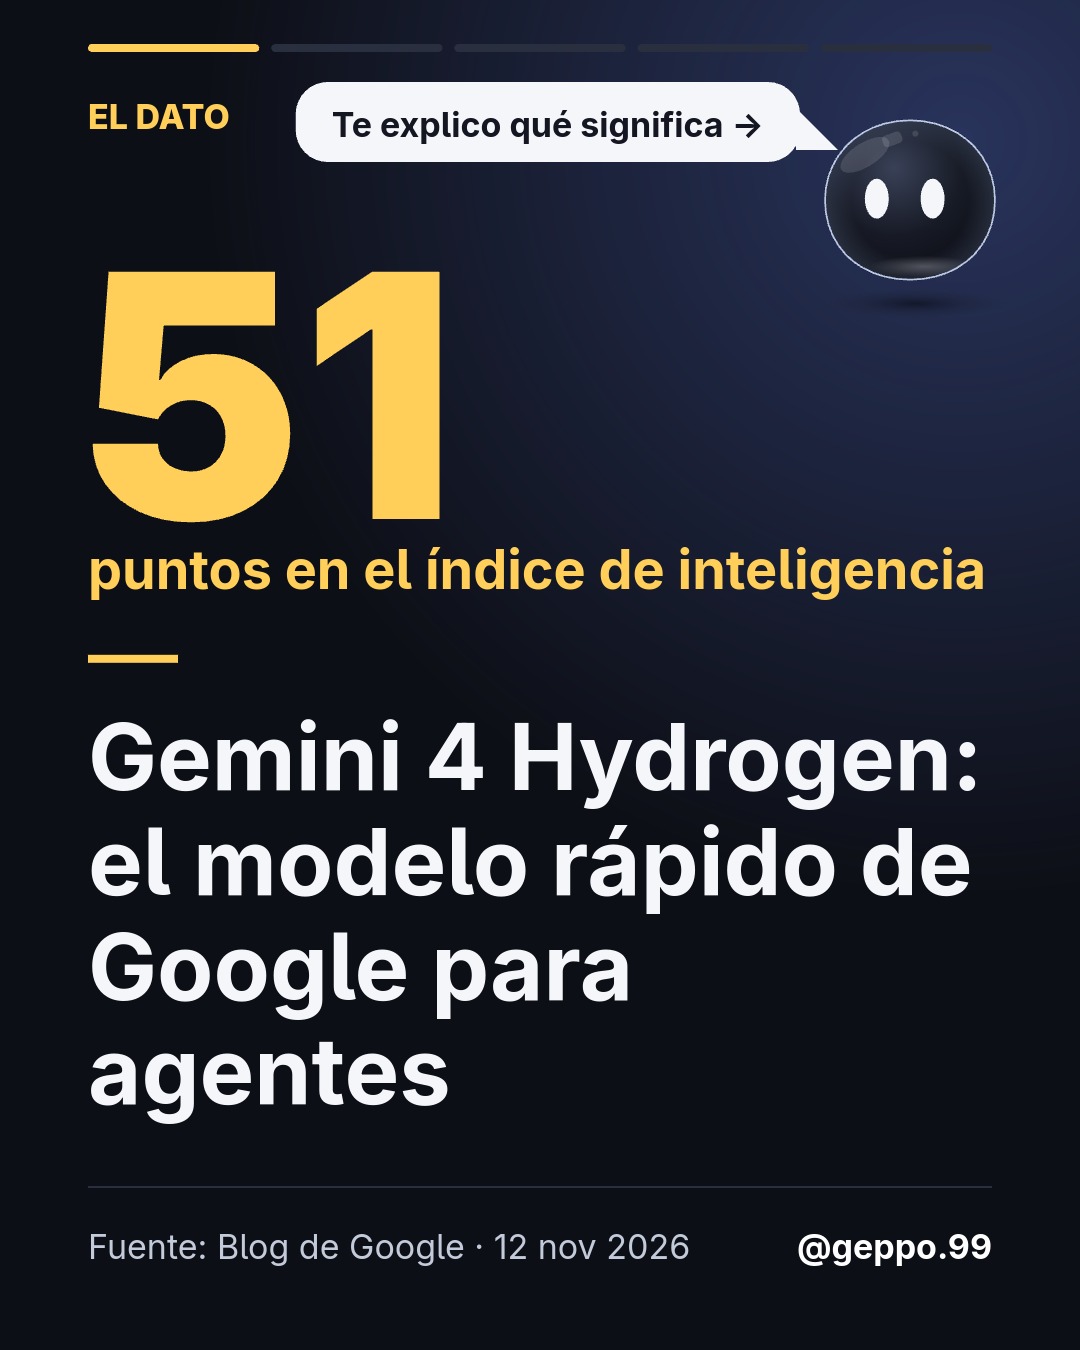 EL DATO
Te explico qué significa →
51
puntos en el índice de inteligencia
Gemini 4 Hydrogen:
el modelo rápido de
Google para
agentes
Fuente: Blog de Google · 12 nov 2026
@geppo.99